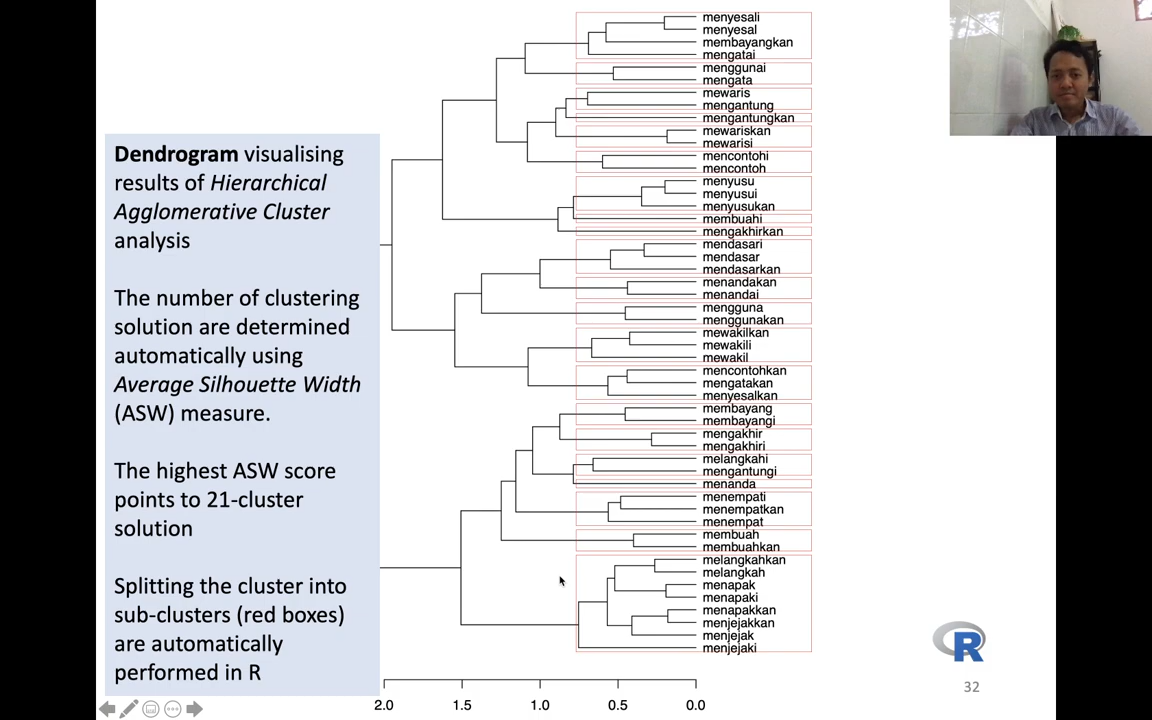 Dendrogram visualising
results of Hierarchical
Agglomerative Cluster
analysis
The number of clustering
solution are determined
automatically using
Average Silhouette Width
(ASW) measure.
The highest ASW score
points to 21-cluster
solution
Splitting the cluster into
sub-clusters (red boxes)
are automatically
performed in R
menyesali
menyesal
membayangkan
mengatai
menggunai
mengata
mewaris
mengantung
mengantungkan
mewariskan
mewarisi
mencontohi
mencontoh
menyusu
menyusui
menyusukan
membuahi
mengakhirkan
mendasari
mendasar
mendasarkan
menandakan
menandai
mengguna
menggunakan
mewakilkan
mewakili
mewakil
mencontohkan
mengatakan
menyesalkan
membayang
membayangi
mengakhir
mengakhiri
melangkahi
mengantungi
menanda
menempati
menempatkan
menempat
membuah
membuahkan
melangkahkan
melangkah
menapak
menapaki
menapakkan
menjejakkan
menjejak
menjejaki
2.0 1.5 1.0 0.5 0.0
R
32